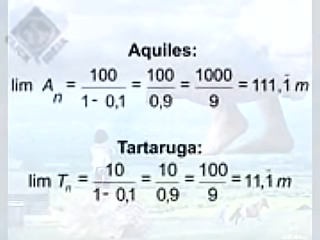 Aquiles:
lim Aₙ = 100 / 1 - 0,1 = 100 / 0,9 = 1000 / 9 = 111,1̄ m
Tartaruga:
lim Tₙ = 10 / 1 - 0,1 = 10 / 0,9 = 100 / 9 = 11,1̄ m